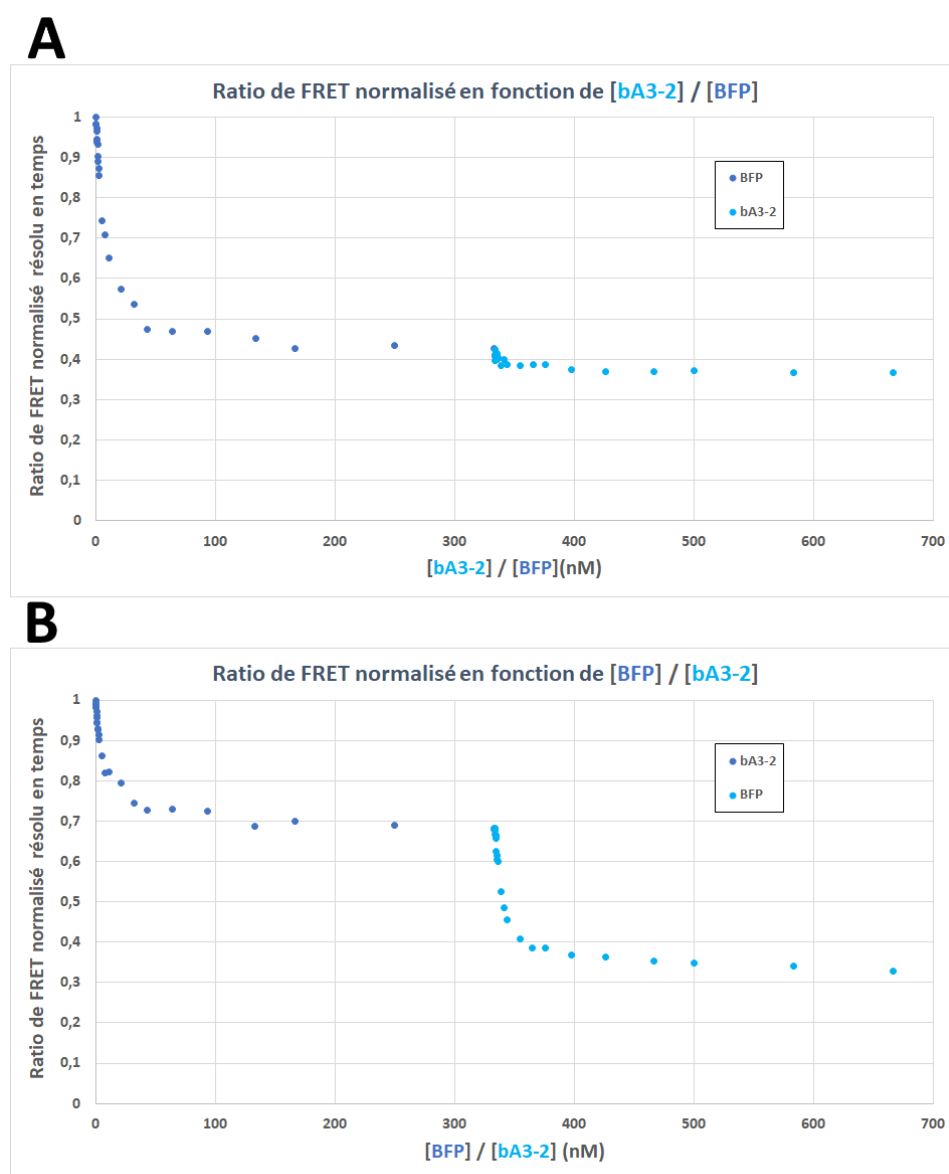 A
Ratio de FRET normalisé en fonction de [bA3-2] / [BFP]
Ratio de FRET normalisé résolu en temps
1
0,9
0,8
0,7
0,6
0,5
0,4
0,3
0,2
0,1
0
BFP
bA3-2
0 100 200 300 400 500 600 700
[bA3-2] / [BFP](nM)
B
Ratio de FRET normalisé en fonction de [BFP] / [bA3-2]
Ratio de FRET normalisé résolu en temps
1
0,9
0,8
0,7
0,6
0,5
0,4
0,3
0,2
0,1
0
bA3-2
BFP
0 100 200 300 400 500 600 700
[BFP] / [bA3-2] (nM)